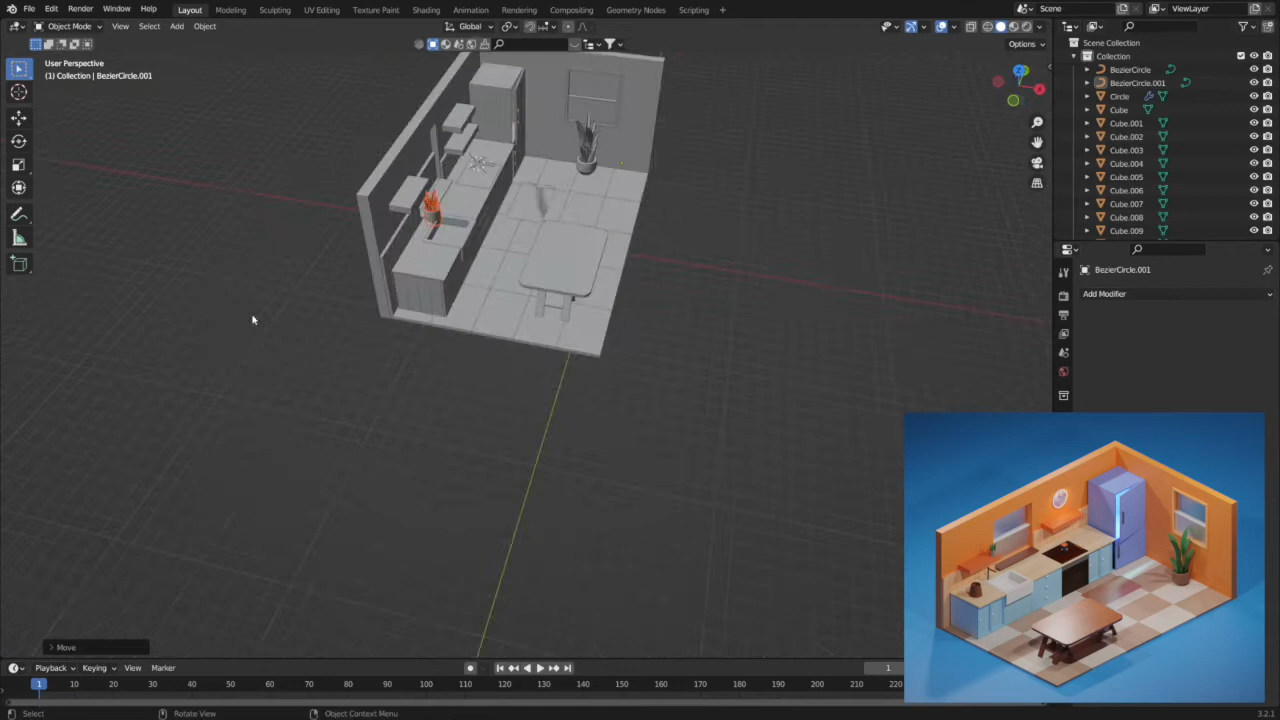 File Edit Render Window Help Layout Modeling Sculpting UV Editing Texture Paint Shading Animation Rendering Compositing Geometry Nodes Scripting + Scene ViewLayer
Object Mode View Select Add Object Global
Options
User Perspective
(1) Collection | BezierCircle.001
Z
X
Scene Collection
Collection
BezierCircle
BezierCircle.001
Circle
Cube
Cube.001
Cube.002
Cube.003
Cube.004
Cube.005
Cube.006
Cube.007
Cube.008
Cube.009
BezierCircle.001
Add Modifier
Move
Playback Keying View Marker 1
1 10 20 30 40 50 60 70 80 90 100 110 120 130 140 150 160 170 180 190 200 210 220
Select Rotate View Object Context Menu 3.2.1